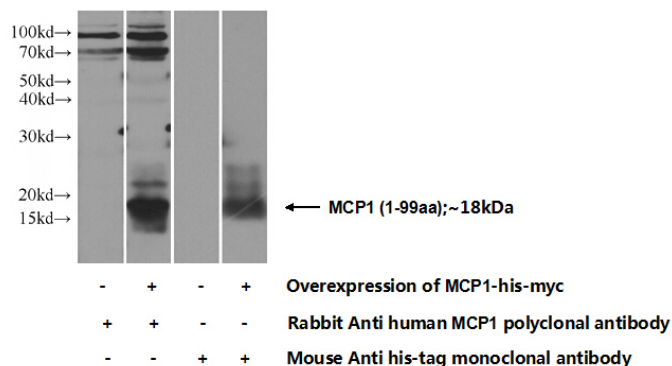 100kd→
70kd→
50kd→
40kd→
30kd→
20kd→
15kd→
MCP1 (1-99aa);~18kDa
- + - + Overexpression of MCP1-his-myc
+ + - - Rabbit Anti human MCP1 polyclonal antibody
- - + + Mouse Anti his-tag monoclonal antibody